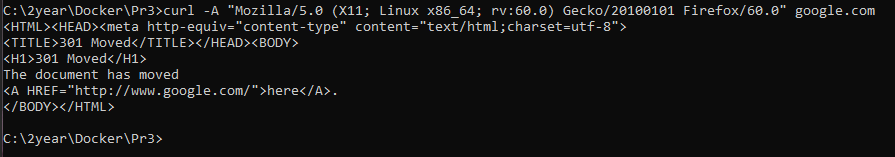 C:\2year\Docker\Pr3>curl -A "Mozilla/5.0 (X11; Linux x86_64; rv:60.0) Gecko/20100101 Firefox/60.0" google.com
<HTML><HEAD><meta http-equiv="content-type" content="text/html;charset=utf-8">
<TITLE>301 Moved</TITLE></HEAD><BODY>
<H1>301 Moved</H1>
The document has moved
<A HREF="http://www.google.com/">here</A>.
</BODY></HTML>
C:\2year\Docker\Pr3>